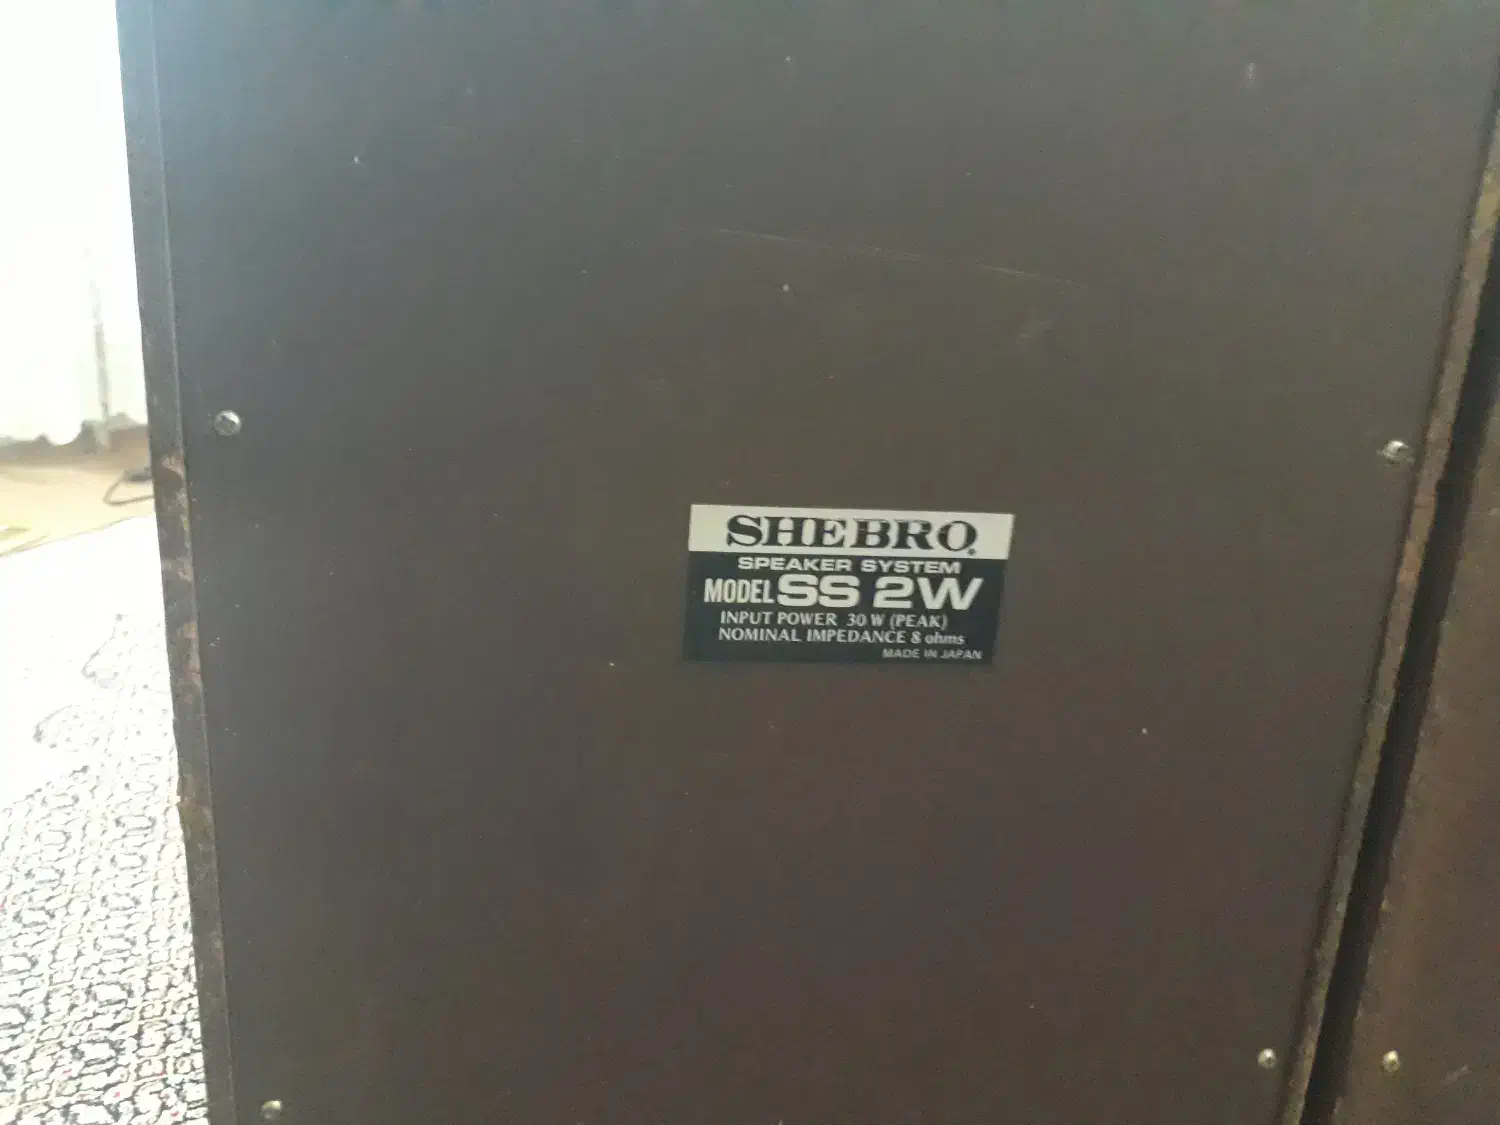 SHEBRO
SPEAKER SYSTEM
MODEL SS 2W
INPUT POWER 30 W (PEAK)
NOMINAL IMPEDANCE 8 ohms
MADE IN JAPAN